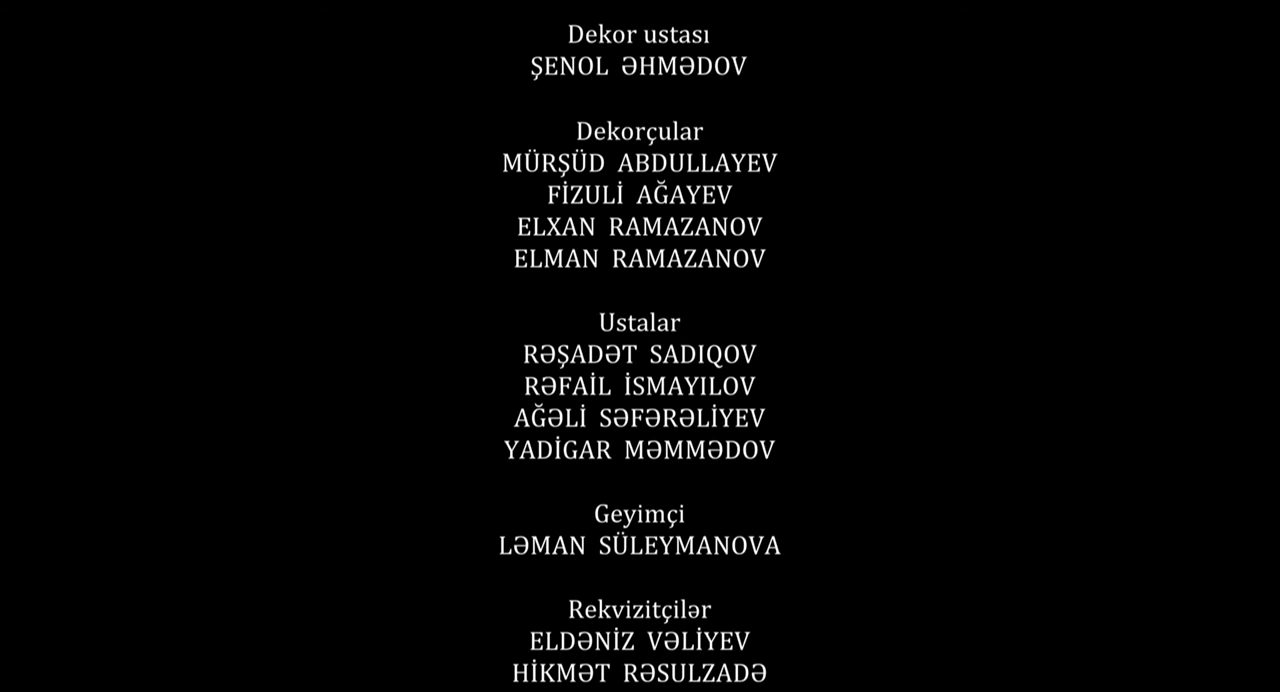 Dekor ustası
ŞENOL ƏHMƏDOV
Dekorçular
MÜRŞÜD ABDULLAYEV
FİZULİ AĞAYEV
ELXAN RAMAZANOV
ELMAN RAMAZANOV
Ustalar
RƏŞADƏT SADIQOV
RƏFAİL İSMAYILOV
AĞƏLİ SƏFƏRƏLİYEV
YADİGAR MƏMMƏDOV
Geyimçi
LƏMAN SÜLEYMANOVA
Rekvizitçilər
ELDƏNİZ VƏLİYEV
HİKMƏT RƏSULZADƏ